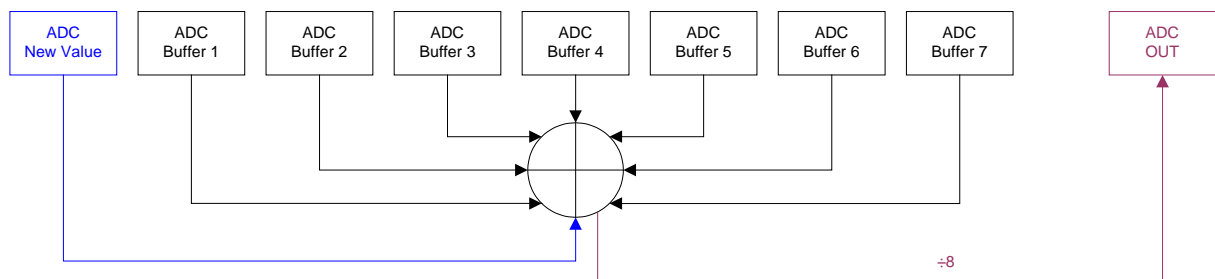 ADC
New Value
ADC
Buffer 1
ADC
Buffer 2
ADC
Buffer 3
ADC
Buffer 4
ADC
Buffer 5
ADC
Buffer 6
ADC
Buffer 7
ADC
OUT
÷8